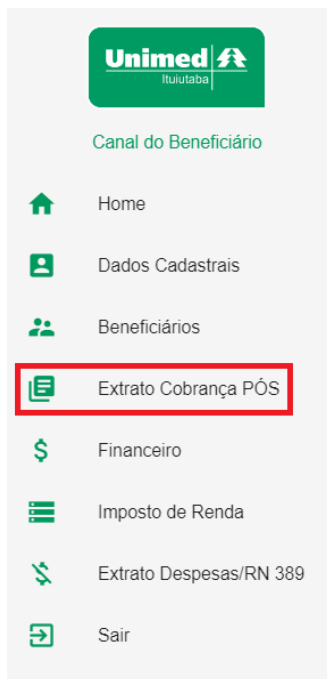 Unimed
Ituiutaba
Canal do Beneficiário
Home
Dados Cadastrais
Beneficiários
Extrato Cobrança PÓS
Financeiro
Imposto de Renda
Extrato Despesas/RN 389
Sair